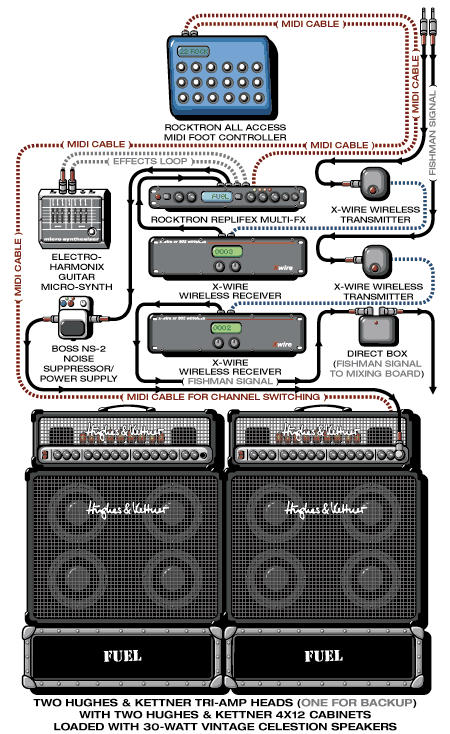 MIDI CABLE
22 ROCK
MIDI CABLE
FISHMAN SIGNAL
ROCKTRON ALL ACCESS
MIDI FOOT CONTROLLER
MIDI CABLE
MIDI CABLE
EFFECTS LOOP
FUEL
ROCKTRON REPLIFEX MULTI-FX
X-WIRE WIRELESS
TRANSMITTER
micro synthesizer
MIDI CABLE
0003
Xwire
ELECTRO-
HARMONIX
GUITAR
MICRO-SYNTH
X-WIRE
WIRELESS RECEIVER
X-WIRE WIRELESS
TRANSMITTER
0002
Xwire
BOSS NS-2
NOISE
SUPPRESSOR/
POWER SUPPLY
X-WIRE
WIRELESS RECEIVER
FISHMAN SIGNAL
DIRECT BOX
(FISHMAN SIGNAL
TO MIXING BOARD)
MIDI CABLE FOR CHANNEL SWITCHING
Hughes & Kettner
Hughes & Kettner
Hughes & Kettner
Hughes & Kettner
FUEL
FUEL
TWO HUGHES & KETTNER TRI-AMP HEADS (ONE FOR BACKUP)
WITH TWO HUGHES & KETTNER 4X12 CABINETS
LOADED WITH 30-WATT VINTAGE CELESTION SPEAKERS